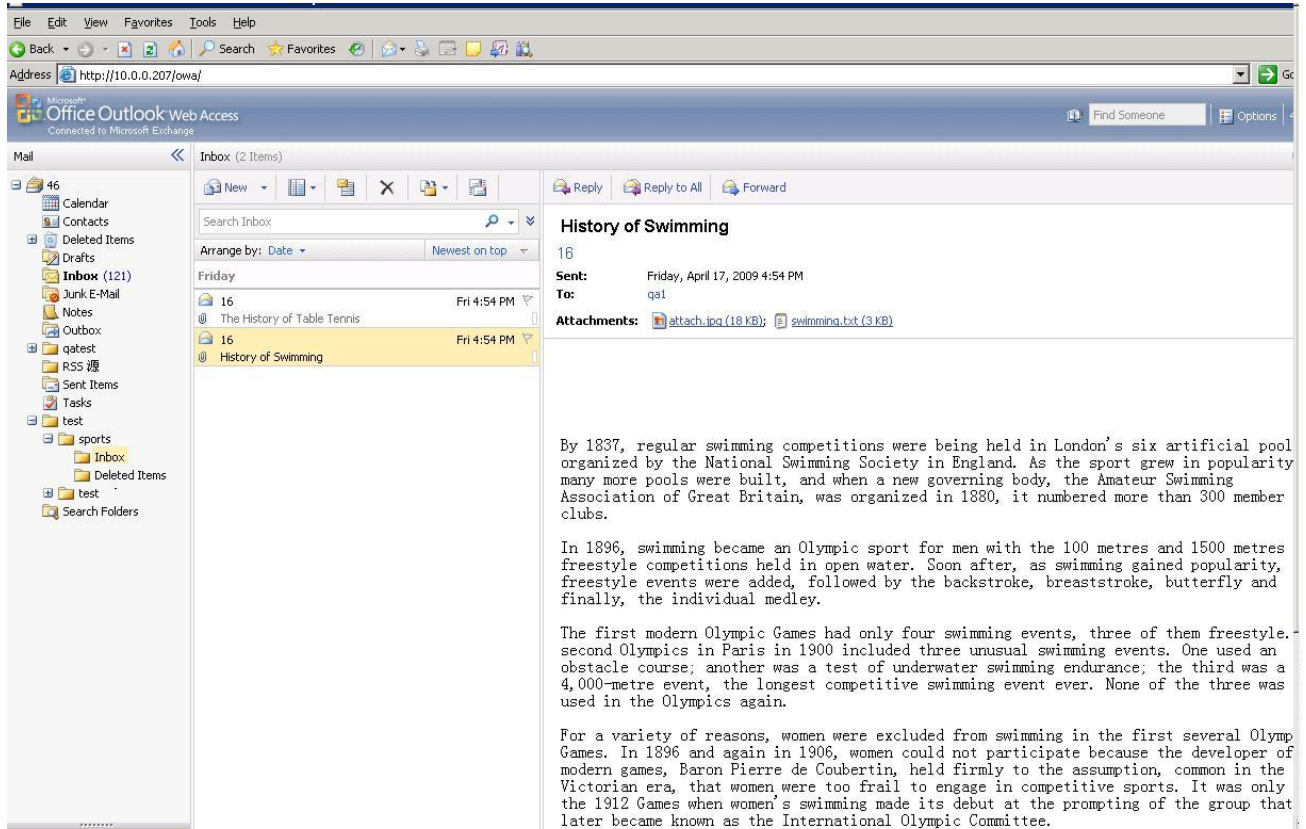 File Edit View Favorites Tools Help
Back Search Favorites
Address http://10.0.0.207/owa/
Microsoft
Office Outlook Web Access
Connected to Microsoft Exchange
Find Someone Options
Mail
46
Calendar
Contacts
Deleted Items
Drafts
Inbox (121)
Junk E-Mail
Notes
Outbox
qatest
RSS 源
Sent Items
Tasks
test
sports
Inbox
Deleted Items
test
Search Folders
Inbox (2 Items)
New
Search Inbox
Arrange by: Date Newest on top
Friday
16 Fri 4:54 PM
The History of Table Tennis
16 Fri 4:54 PM
History of Swimming
Reply Reply to All Forward
History of Swimming
16
Sent: Friday, April 17, 2009 4:54 PM
To: qa1
Attachments: attach.jpg (18 KB); swimming.txt (3 KB)
By 1837, regular swimming competitions were being held in London's six artificial pool
organized by the National Swimming Society in England. As the sport grew in popularity
many more pools were built, and when a new governing body, the Amateur Swimming
Association of Great Britain, was organized in 1880, it numbered more than 300 member
clubs.
In 1896, swimming became an Olympic sport for men with the 100 metres and 1500 metres
freestyle competitions held in open water. Soon after, as swimming gained popularity,
freestyle events were added, followed by the backstroke, breaststroke, butterfly and
finally, the individual medley.
The first modern Olympic Games had only four swimming events, three of them freestyle.
second Olympics in Paris in 1900 included three unusual swimming events. One used an
obstacle course; another was a test of underwater swimming endurance; the third was a
4,000-metre event, the longest competitive swimming event ever. None of the three was
used in the Olympics again.
For a variety of reasons, women were excluded from swimming in the first several Olymp
Games. In 1896 and again in 1906, women could not participate because the developer of
modern games, Baron Pierre de Coubertin, held firmly to the assumption, common in the
Victorian era, that women were too frail to engage in competitive sports. It was only
the 1912 Games when women's swimming made its debut at the prompting of the group that
later became known as the International Olympic Committee.